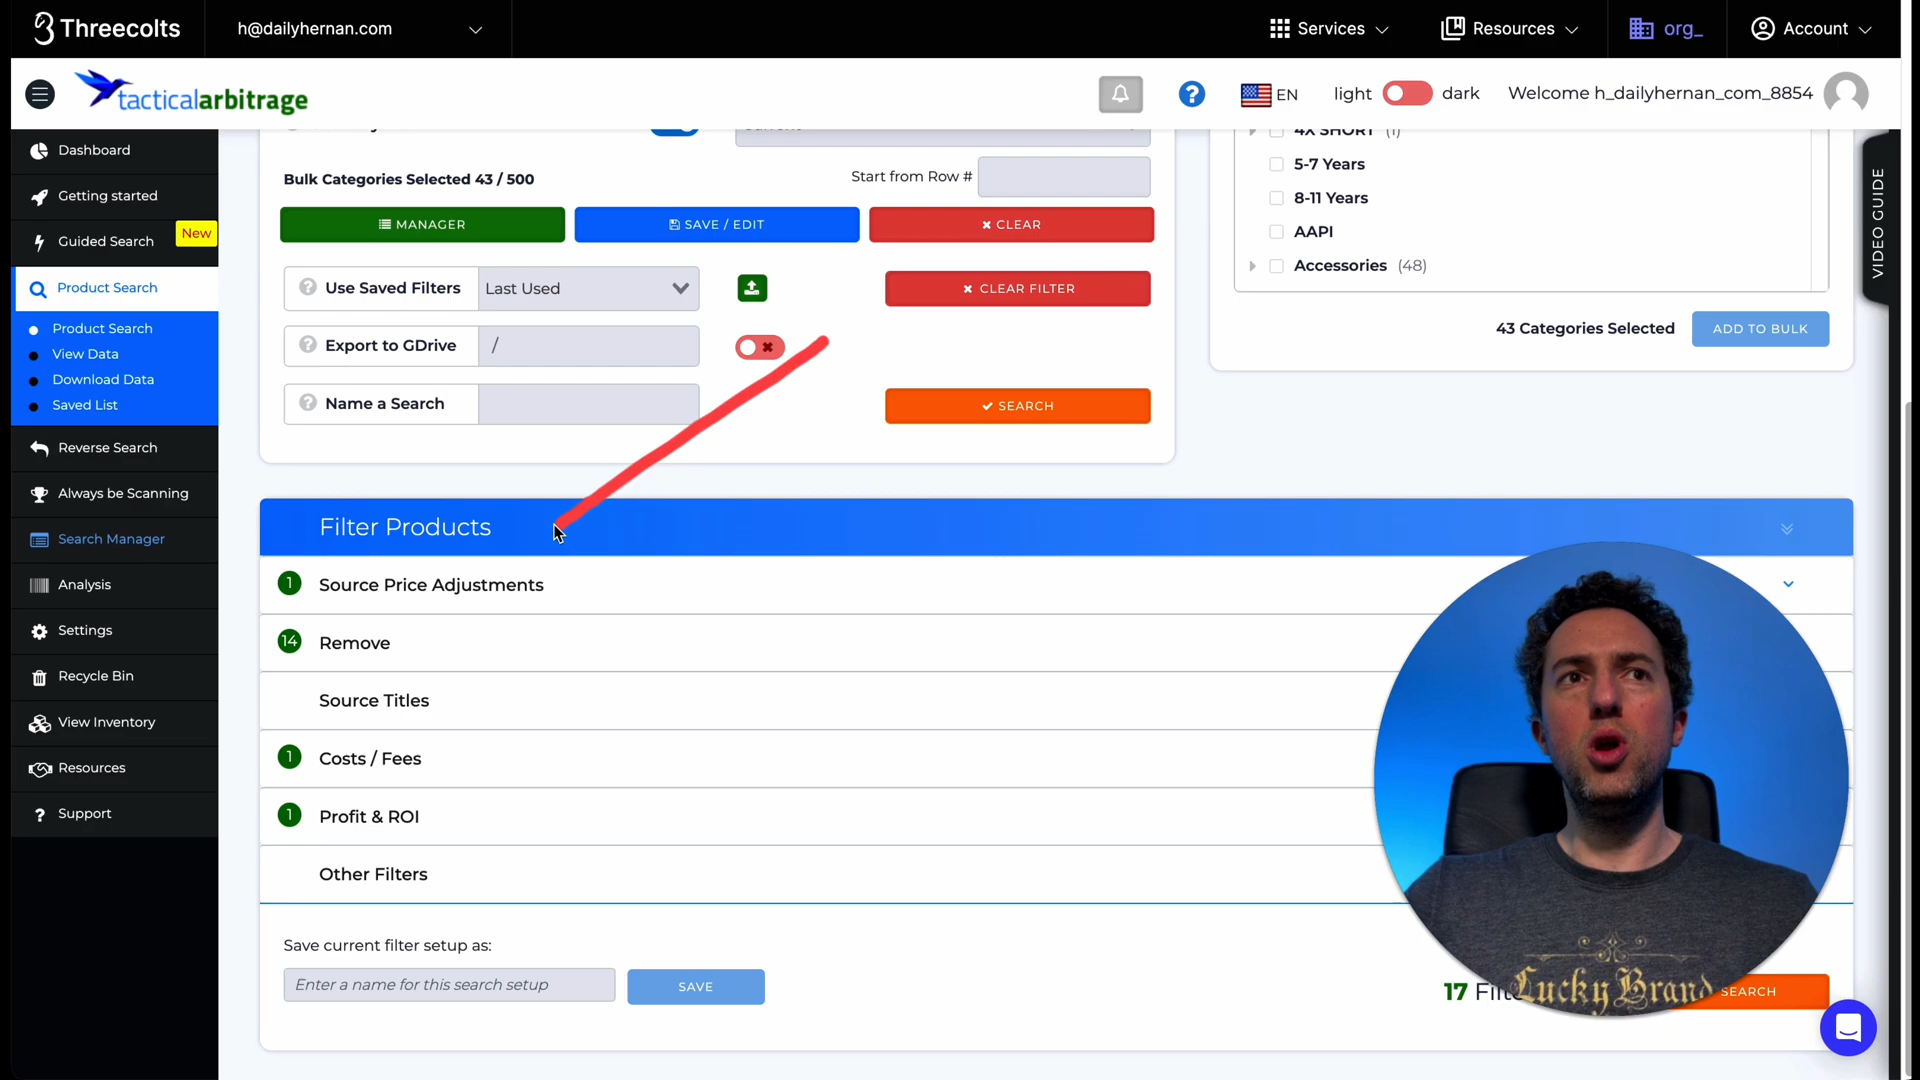 Threecolts
h@dailyhernan.com
Services
Resources
org_
Account
tacticalarbitrage
?
EN
light
dark
Welcome h_dailyhernan_com_8854
Dashboard
Getting started
Guided Search
New
Product Search
Product Search
View Data
Download Data
Saved List
Reverse Search
Always be Scanning
Search Manager
Analysis
Settings
Recycle Bin
View Inventory
Resources
? Support
Bulk Categories Selected 43 / 500
Start from Row #
MANAGER
SAVE / EDIT
CLEAR
? Use Saved Filters
Last Used
CLEAR FILTER
? Export to GDrive
/
? Name a Search
SEARCH
4X SHORT (1)
5-7 Years
8-11 Years
AAPI
Accessories (48)
43 Categories Selected
ADD TO BULK
VIDEO GUIDE
Filter Products
1 Source Price Adjustments
14 Remove
Source Titles
1 Costs / Fees
1 Profit & ROI
Other Filters
Save current filter setup as:
Enter a name for this search setup
SAVE
17
SEARCH
Lucky Brand